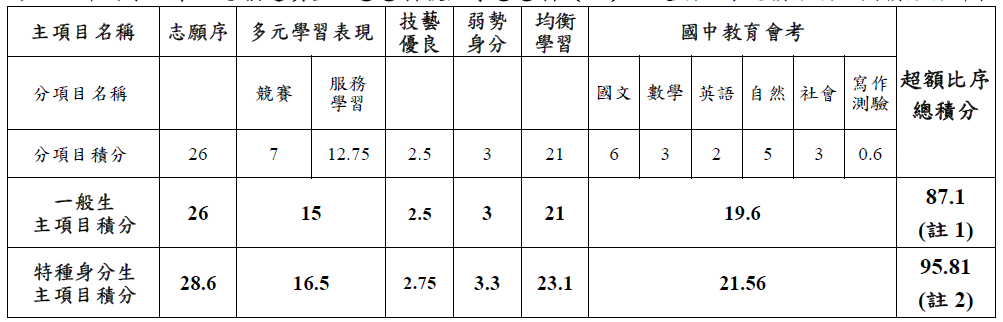 主項目名稱 志願序 多元學習表現 技藝優良 弱勢身分 均衡學習 國中教育會考 超額比序總積分
分項目名稱 競賽 服務學習 國文 數學 英語 自然 社會 寫作測驗
分項目積分 26 7 12.75 2.5 3 21 6 3 2 5 3 0.6
一般生主項目積分 26 15 2.5 3 21 19.6 87.1 (註 1)
特種身分生主項目積分 28.6 16.5 2.75 3.3 23.1 21.56 95.81 (註 2)